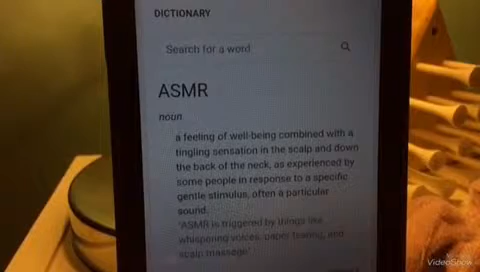 DICTIONARY
Search for a word
ASMR
noun
a feeling of well-being combined with a
tingling sensation in the scalp and down
the back of the neck, as experienced by
some people in response to a specific
gentle stimulus, often a particular
sound.
"ASMR is triggered by things like
whispering voices, paper tearing, and
scalp massage"
VideoShow